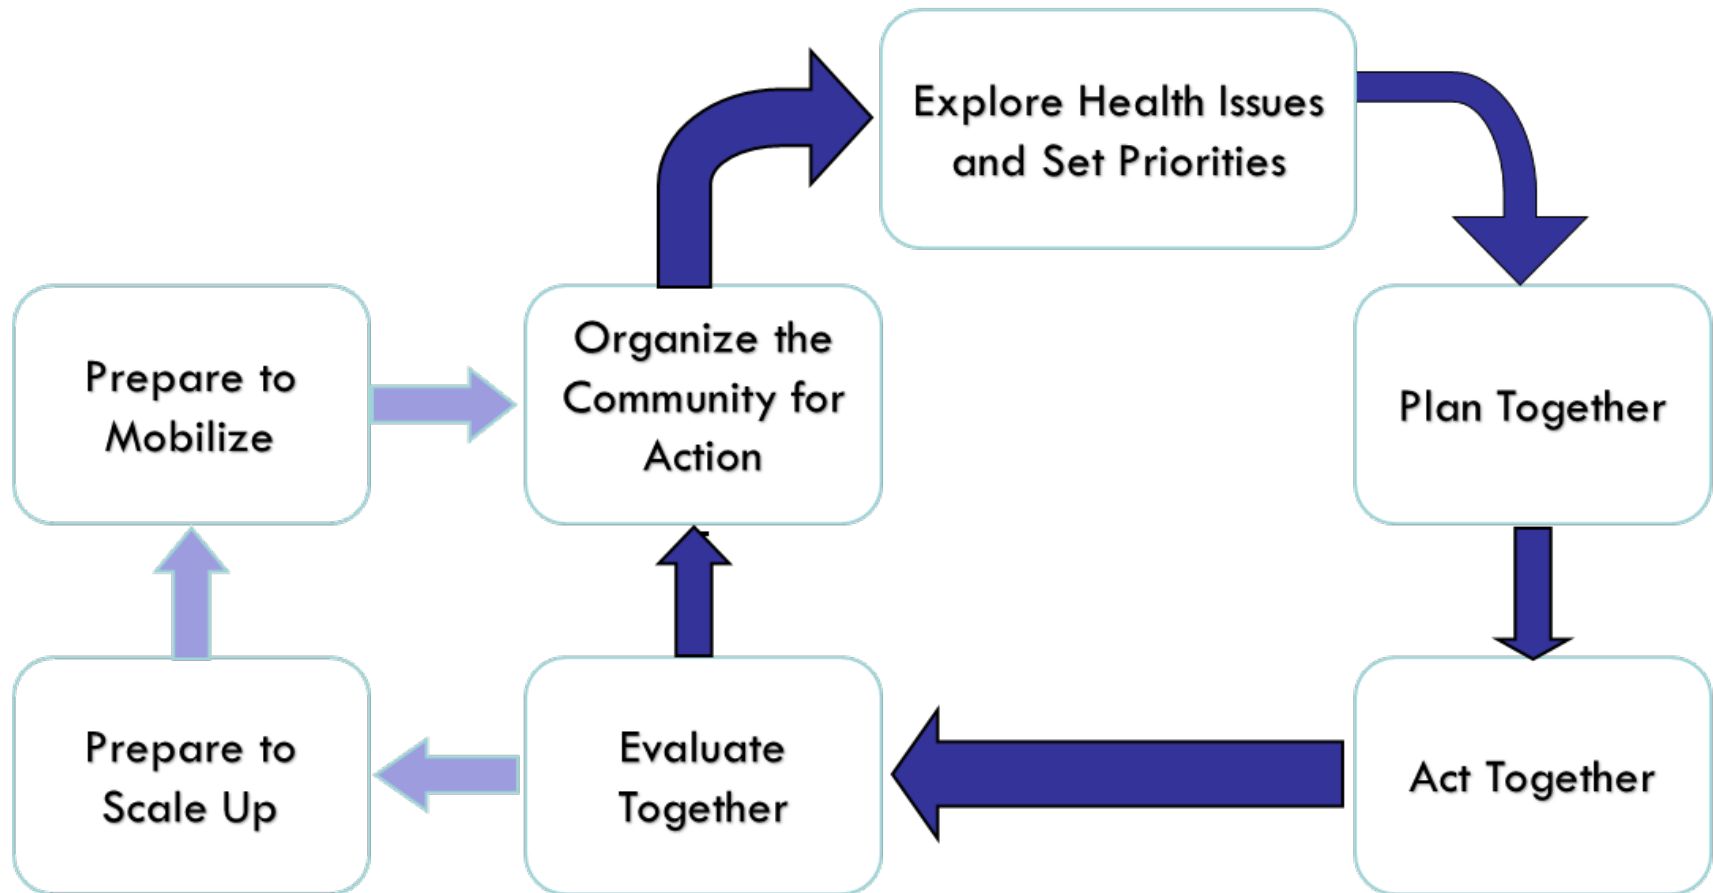 Explore Health Issues
and Set Priorities
Prepare to
Mobilize
Organize the
Community for
Action
Plan Together
Prepare to
Scale Up
Evaluate
Together
Act Together